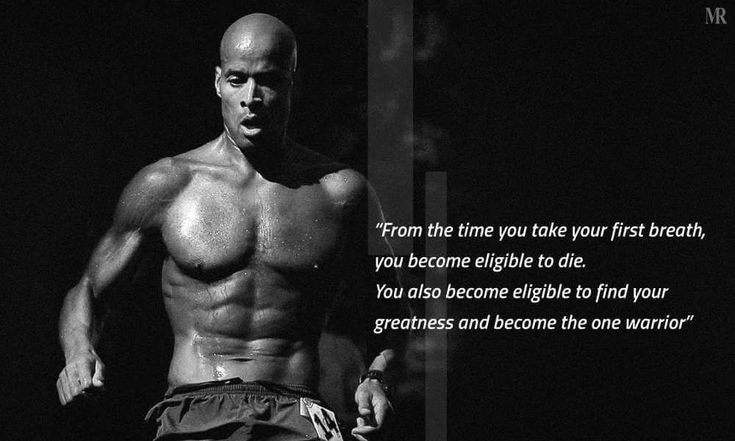 MR
“From the time you take your first breath,
you become eligible to die.
You also become eligible to find your
greatness and become the one warrior”